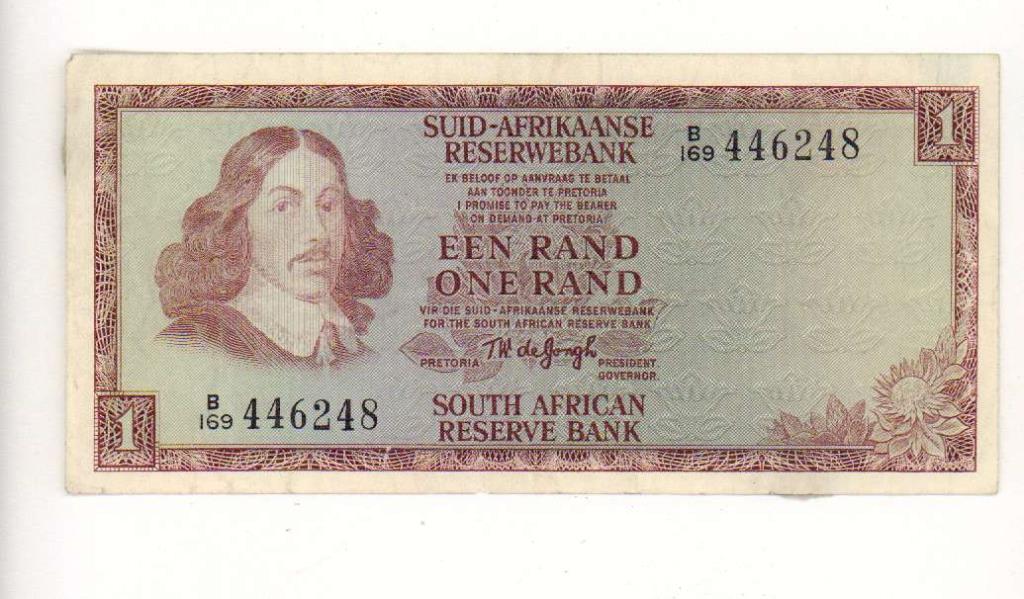 SUID-AFRIKAANSE
RESERWEBANK
B
169 446248
1
EK BELOOF OP AANVRAAG TE BETAAL
AAN TOONDER TE PRETORIA
I PROMISE TO PAY THE BEARER
ON DEMAND AT PRETORIA
EEN RAND
ONE RAND
VIR DIE SUID-AFRIKAANSE RESERWEBANK
FOR THE SOUTH AFRICAN RESERVE BANK
PRETORIA TW de Jongh PRESIDENT
GOVERNOR.
1
B
169 446248
SOUTH AFRICAN
RESERVE BANK